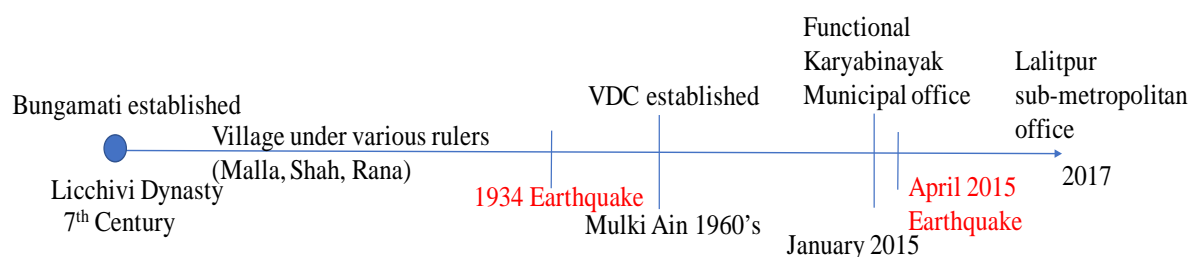 Bungamati established
Licchivi Dynasty
7th Century
Village under various rulers
(Malla, Shah, Rana)
1934 Earthquake
VDC established
Mulki Ain 1960's
Functional
Karyabinayak
Municipal office
January 2015
April 2015
Earthquake
Lalitpur
sub-metropolitan
office
2017